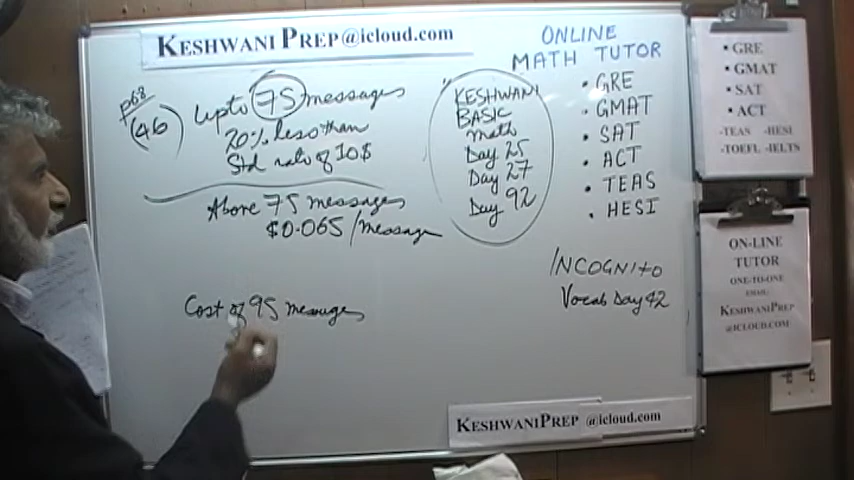 KESHWANI PREP@icloud.com
p68
(46)
Upto 75 messages
20% less than
Std rate of 10$
Above 75 messages
$0.065/message
Cost of 95 messages
"KESHWANI
BASIC
Math
Day 25
Day 27
Day 92
ONLINE
MATH TUTOR
• GRE
• GMAT
• SAT
• ACT
• TEAS
• HESI
INCOGNITO
Vocab Day 42
KESHWANIPREP @icloud.com
• GRE
• GMAT
• SAT
• ACT
-TEAS -HESI
-TOEFL -IELTS
ON-LINE
TUTOR
ONE-TO-ONE
EMAIL:
KESHWANIPREP
@ICLOUD.COM